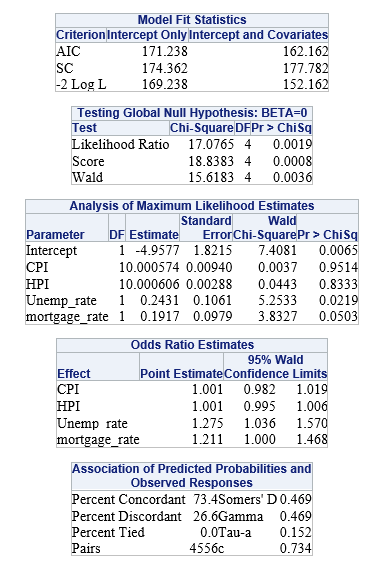 Model Fit Statistics
Criterion Intercept Only Intercept and Covariates
AIC 171.238 162.162
SC 174.362 177.782
-2 Log L 169.238 152.162
Testing Global Null Hypothesis: BETA=0
Test Chi-Square DF Pr > ChiSq
Likelihood Ratio 17.0765 4 0.0019
Score 18.8383 4 0.0008
Wald 15.6183 4 0.0036
Analysis of Maximum Likelihood Estimates
Standard Wald
Parameter DF Estimate Error Chi-Square Pr > ChiSq
Intercept 1 -4.9577 1.8215 7.4081 0.0065
CPI 1 0.000574 0.00940 0.0037 0.9514
HPI 1 0.000606 0.00288 0.0443 0.8333
Unemp_rate 1 0.2431 0.1061 5.2533 0.0219
mortgage_rate 1 0.1917 0.0979 3.8327 0.0503
Odds Ratio Estimates
95% Wald
Effect Point Estimate Confidence Limits
CPI 1.001 0.982 1.019
HPI 1.001 0.995 1.006
Unemp_rate 1.275 1.036 1.570
mortgage_rate 1.211 1.000 1.468
Association of Predicted Probabilities and
Observed Responses
Percent Concordant 73.4 Somers' D 0.469
Percent Discordant 26.6 Gamma 0.469
Percent Tied 0.0 Tau-a 0.152
Pairs 4556 c 0.734